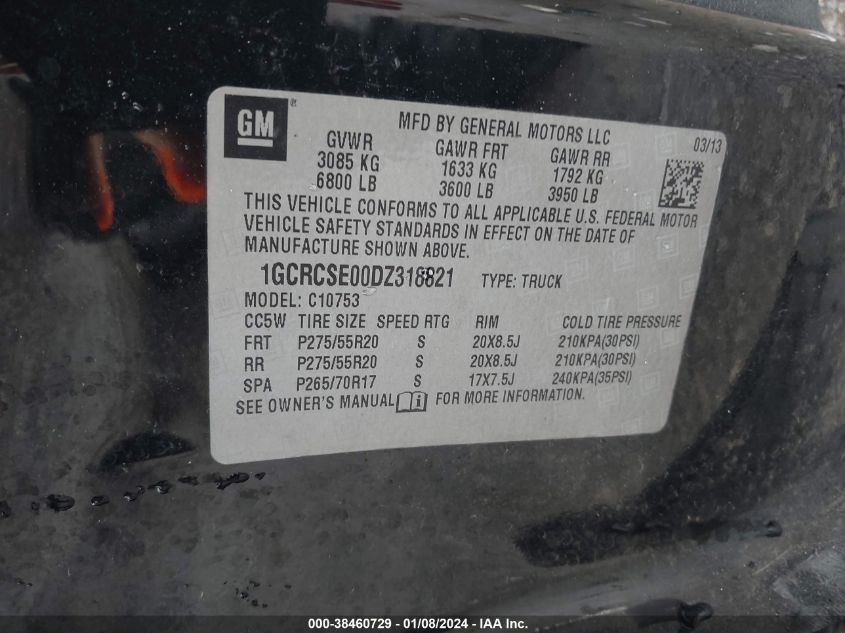 GM ®
MFD BY GENERAL MOTORS LLC
03/13
GVWR GAWR FRT GAWR RR
3085 KG 1633 KG 1792 KG
6800 LB 3600 LB 3950 LB
THIS VEHICLE CONFORMS TO ALL APPLICABLE U.S. FEDERAL MOTOR
VEHICLE SAFETY STANDARDS IN EFFECT ON THE DATE OF
MANUFACTURE SHOWN ABOVE.
1GCRCSE00DZ318821 TYPE: TRUCK
MODEL: C10753
CC5W TIRE SIZE SPEED RTG RIM COLD TIRE PRESSURE
FRT P275/55R20 S 20X8.5J 210KPA(30PSI)
RR P275/55R20 S 20X8.5J 210KPA(30PSI)
SPA P265/70R17 S 17X7.5J 240KPA(35PSI)
SEE OWNER'S MANUAL FOR MORE INFORMATION.
000-38460729 - 01/08/2024 - © IAA Holdings, LLC.